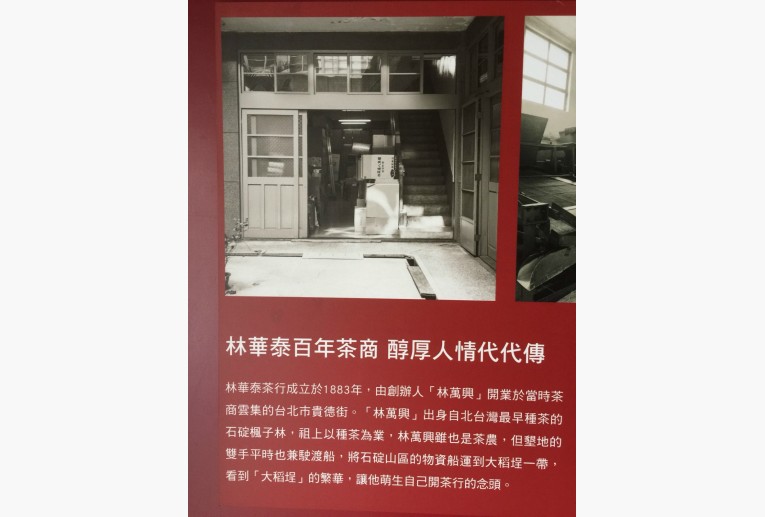 林華泰百年茶商 醇厚人情代代傳
林華泰茶行成立於1883年，由創辦人「林萬興」開業於當時茶
商雲集的台北市貴德街。「林萬興」出身自北台灣最早種茶的
石碇楓子林，祖上以種茶為業，林萬興雖也是茶農，但墾地的
雙手平時也兼駛渡船，將石碇山區的物資船運到大稻埕一帶，
看到「大稻埕」的繁華，讓他萌生自己開茶行的念頭。